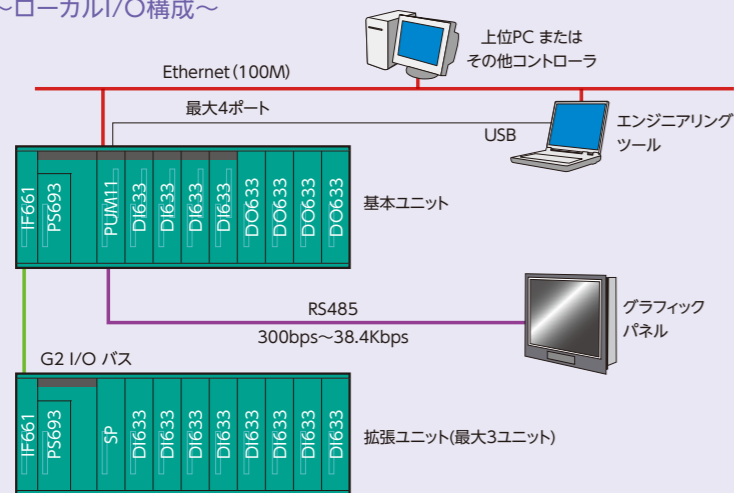 ～ローカルI/O構成～
上位PC または
その他コントローラ
Ethernet(100M)
最大4ポート
USB
エンジニアリング
ツール
IF661
PS693
PUM11
DI633
DI633
DI633
DI633
DO633
DO633
DO633
DO633
基本ユニット
RS485
300bps～38.4Kbps
グラフィック
パネル
G2 I/O バス
IF661
PS693
SP
DI633
DI633
DI633
DI633
DI633
DI633
DI633
DI633
拡張ユニット(最大3ユニット)